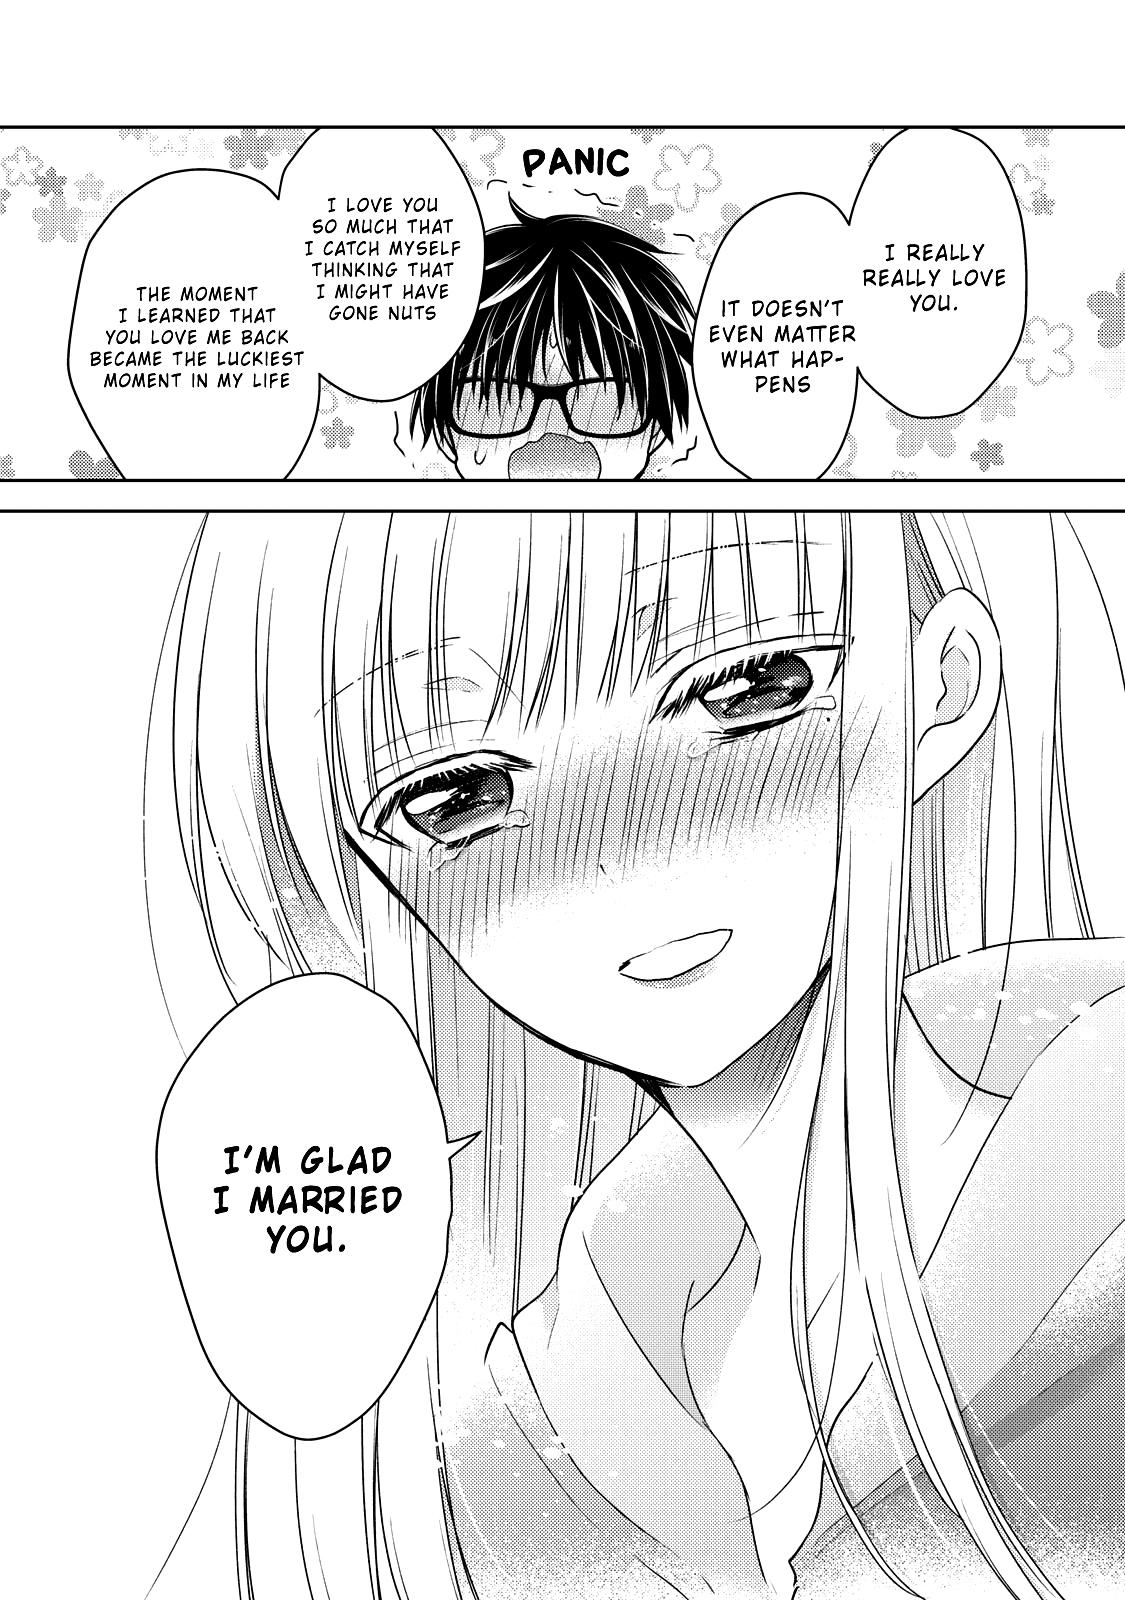 I REALLY
REALLY LOVE
YOU.
IT DOESN'T
EVEN MATTER
WHAT HAP-
PENS
PANIC
I LOVE YOU
SO MUCH THAT
I CATCH MYSELF
THINKING THAT
I MIGHT HAVE
GONE NUTS
THE MOMENT
I LEARNED THAT
YOU LOVE ME BACK
BECAME THE LUCKIEST
MOMENT IN MY LIFE
I'M GLAD
I MARRIED
YOU.